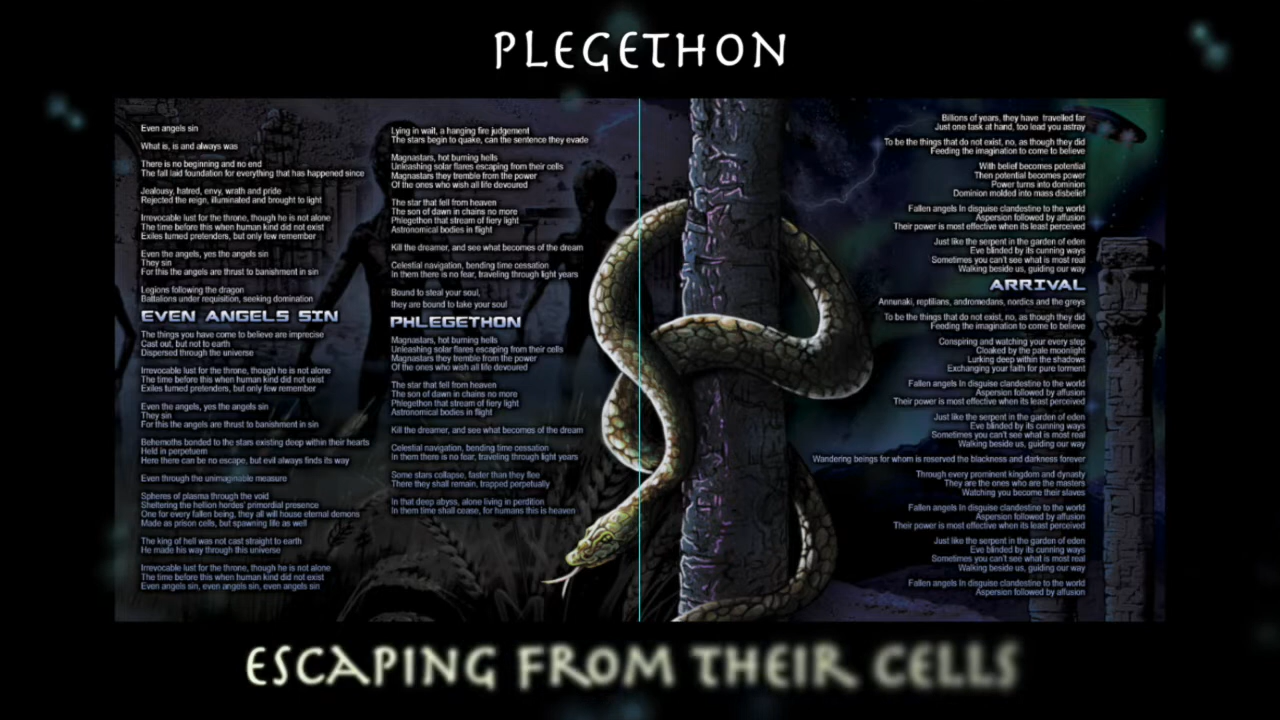 PLEGETHON
Even angels sin
What is, is and always was
There is no beginning and no end
The fall laid foundation for everything that has happened since
Jealousy, hatred, envy, wrath and pride
Rejected the reign, illuminated and brought to light
Irrevocable lust for the throne, though he is not alone
The time before this when human kind did not exist
Exiles turned pretenders, but only few remember
Even the angels, yes the angels sin
They sin
For this the angels are thrust to banishment in sin
Legions following the dragon
Battalions under requisition, seeking domination
EVEN ANGELS SIN
The things you have come to believe are imprecise
Cast out, but not to earth
Dispersed through the universe
Irrevocable lust for the throne, though he is not alone
The time before this when human kind did not exist
Exiles turned pretenders, but only few remember
Even the angels, yes the angels sin
They sin
For this the angels are thrust to banishment in sin
Behemoths bonded to the stars existing deep within their hearts
Held in perpetuem
Here there can be no escape, but evil always finds its way
Even through the unimaginable measure
Spheres of plasma through the void
Sheltering the hellion hordes' primordial presence
One for every fallen being, they all will house eternal demons
Made as prison cells, but spawning life as well
The king of hell was not cast straight to earth
He made his way through this universe
Irrevocable lust for the throne, though he is not alone
The time before this when human kind did not exist
Even angels sin, even angels sin, even angels sin
Lying in wait, a hanging fire judgement
The stars begin to quake, can the sentence they evade
Magnastars, hot burning hells
Unleashing solar flares escaping from their cells
Magnastars they tremble from the power
Of the ones who wish all life devoured
The star that fell from heaven
The son of dawn in chains no more
Phlegethon that stream of fiery light
Astronomical bodies in flight
Kill the dreamer, and see what becomes of the dream
Celestial navigation, bending time cessation
In them there is no fear, traveling through light years
Bound to steal your soul,
they are bound to take your soul
PHLEGETHON
Magnastars, hot burning hells
Unleashing solar flares escaping from their cells
Magnastars they tremble from the power
Of the ones who wish all life devoured
The star that fell from heaven
The son of dawn in chains no more
Phlegethon that stream of fiery light
Astronomical bodies in flight
Kill the dreamer, and see what becomes of the dream
Celestial navigation, bending time cessation
In them there is no fear, traveling through light years
Some stars collapse, faster than they flee
There they shall remain, trapped perpetually
In that deep abyss, alone living in perdition
In them time shall cease, for humans this is heaven
Billions of years, they have travelled far
Just one task at hand, too lead you astray
To be the things that do not exist, no, as though they did
Feeding the imagination to come to believe
With belief becomes potential
Then potential becomes power
Power turns into dominion
Dominion molded into mass disbelief
Fallen angels In disguise clandestine to the world
Aspersion followed by affusion
Their power is most effective when its least perceived
Just like the serpent in the garden of eden
Eve blinded by its cunning ways
Sometimes you can't see what is most real
Walking beside us, guiding our way
ARRIVAL
Annunaki, reptilians, andromedans, nordics and the greys
To be the things that do not exist, no, as though they did
Feeding the imagination to come to believe
Conspiring and watching your every step
Cloaked by the pale moonlight
Lurking deep within the shadows
Exchanging your faith for pure torment
Fallen angels In disguise clandestine to the world
Aspersion followed by affusion
Their power is most effective when its least perceived
Just like the serpent in the garden of eden
Eve blinded by its cunning ways
Sometimes you can't see what is most real
Walking beside us, guiding our way
Wandering beings for whom is reserved the blackness and darkness forever
Through every prominent kingdom and dynasty
They are the ones who are the masters
Watching you become their slaves
Fallen angels In disguise clandestine to the world
Aspersion followed by affusion
Their power is most effective when its least perceived
Just like the serpent in the garden of eden
Eve blinded by its cunning ways
Sometimes you can't see what is most real
Walking beside us, guiding our way
Fallen angels In disguise clandestine to the world
Aspersion followed by affusion
ESCAPING FROM THEIR CELLS